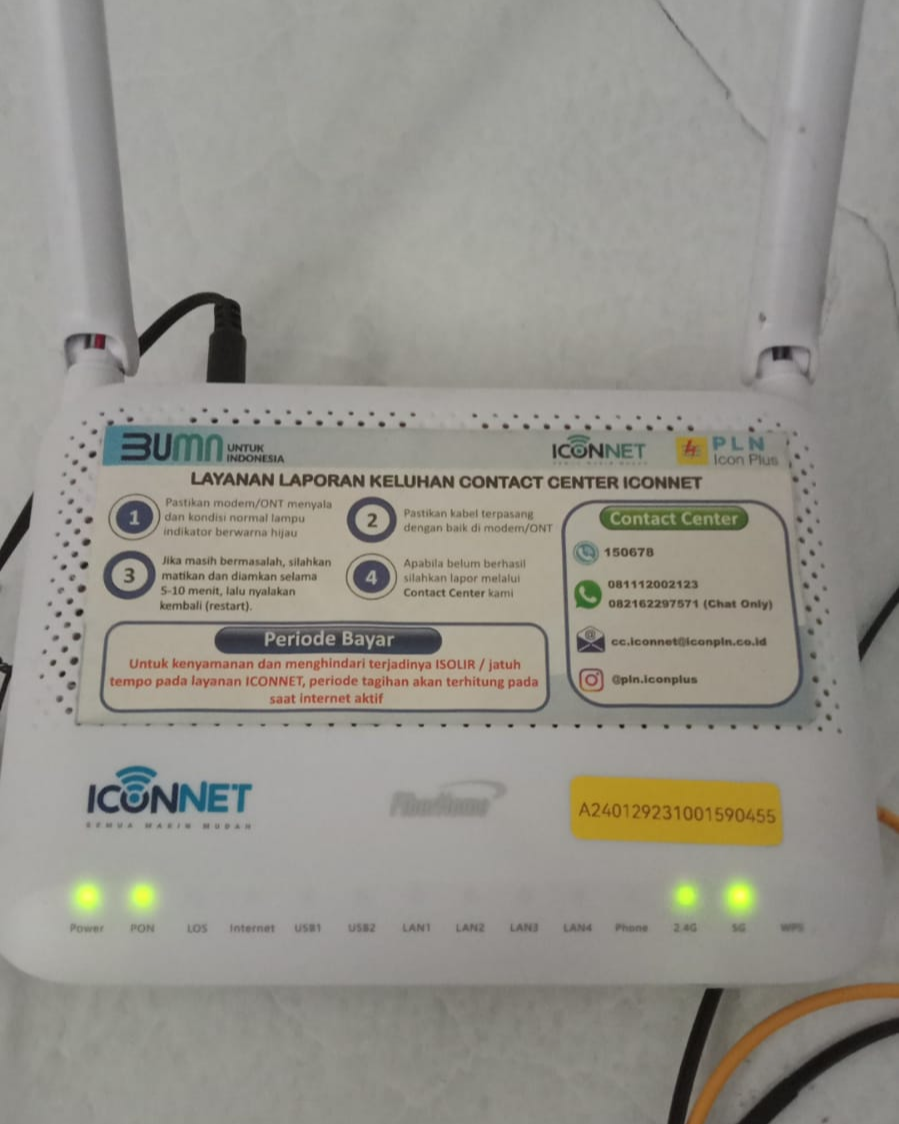 BUMN UNTUK INDONESIA
ICONNET
PLN
Icon Plus
LAYANAN LAPORAN KELUHAN CONTACT CENTER ICONNET
1
Pastikan modem/ONT menyala
dan kondisi normal lampu
indikator berwarna hijau
2
Pastikan kabel terpasang
dengan baik di modem/ONT
3
Jika masih bermasalah, silahkan
matikan dan diamkan selama
5-10 menit, lalu nyalakan
kembali (restart).
4
Apabila belum berhasil
silahkan lapor melalui
Contact Center kami
Contact Center
150678
081112002123
082162297571 (Chat Only)
cc.iconnet@iconpln.co.id
@pln.iconplus
Periode Bayar
Untuk kenyamanan dan menghindari terjadinya ISOLIR / jatuh
tempo pada layanan ICONNET, periode tagihan akan terhitung pada
saat internet aktif
ICONNET
SEMUA MAKIN MUDAH
FiberHome
A240129231001590455
Power PON LOS Internet USB1 USB2 LAN1 LAN2 LAN3 LAN4 Phone 2.4G 5G WPS